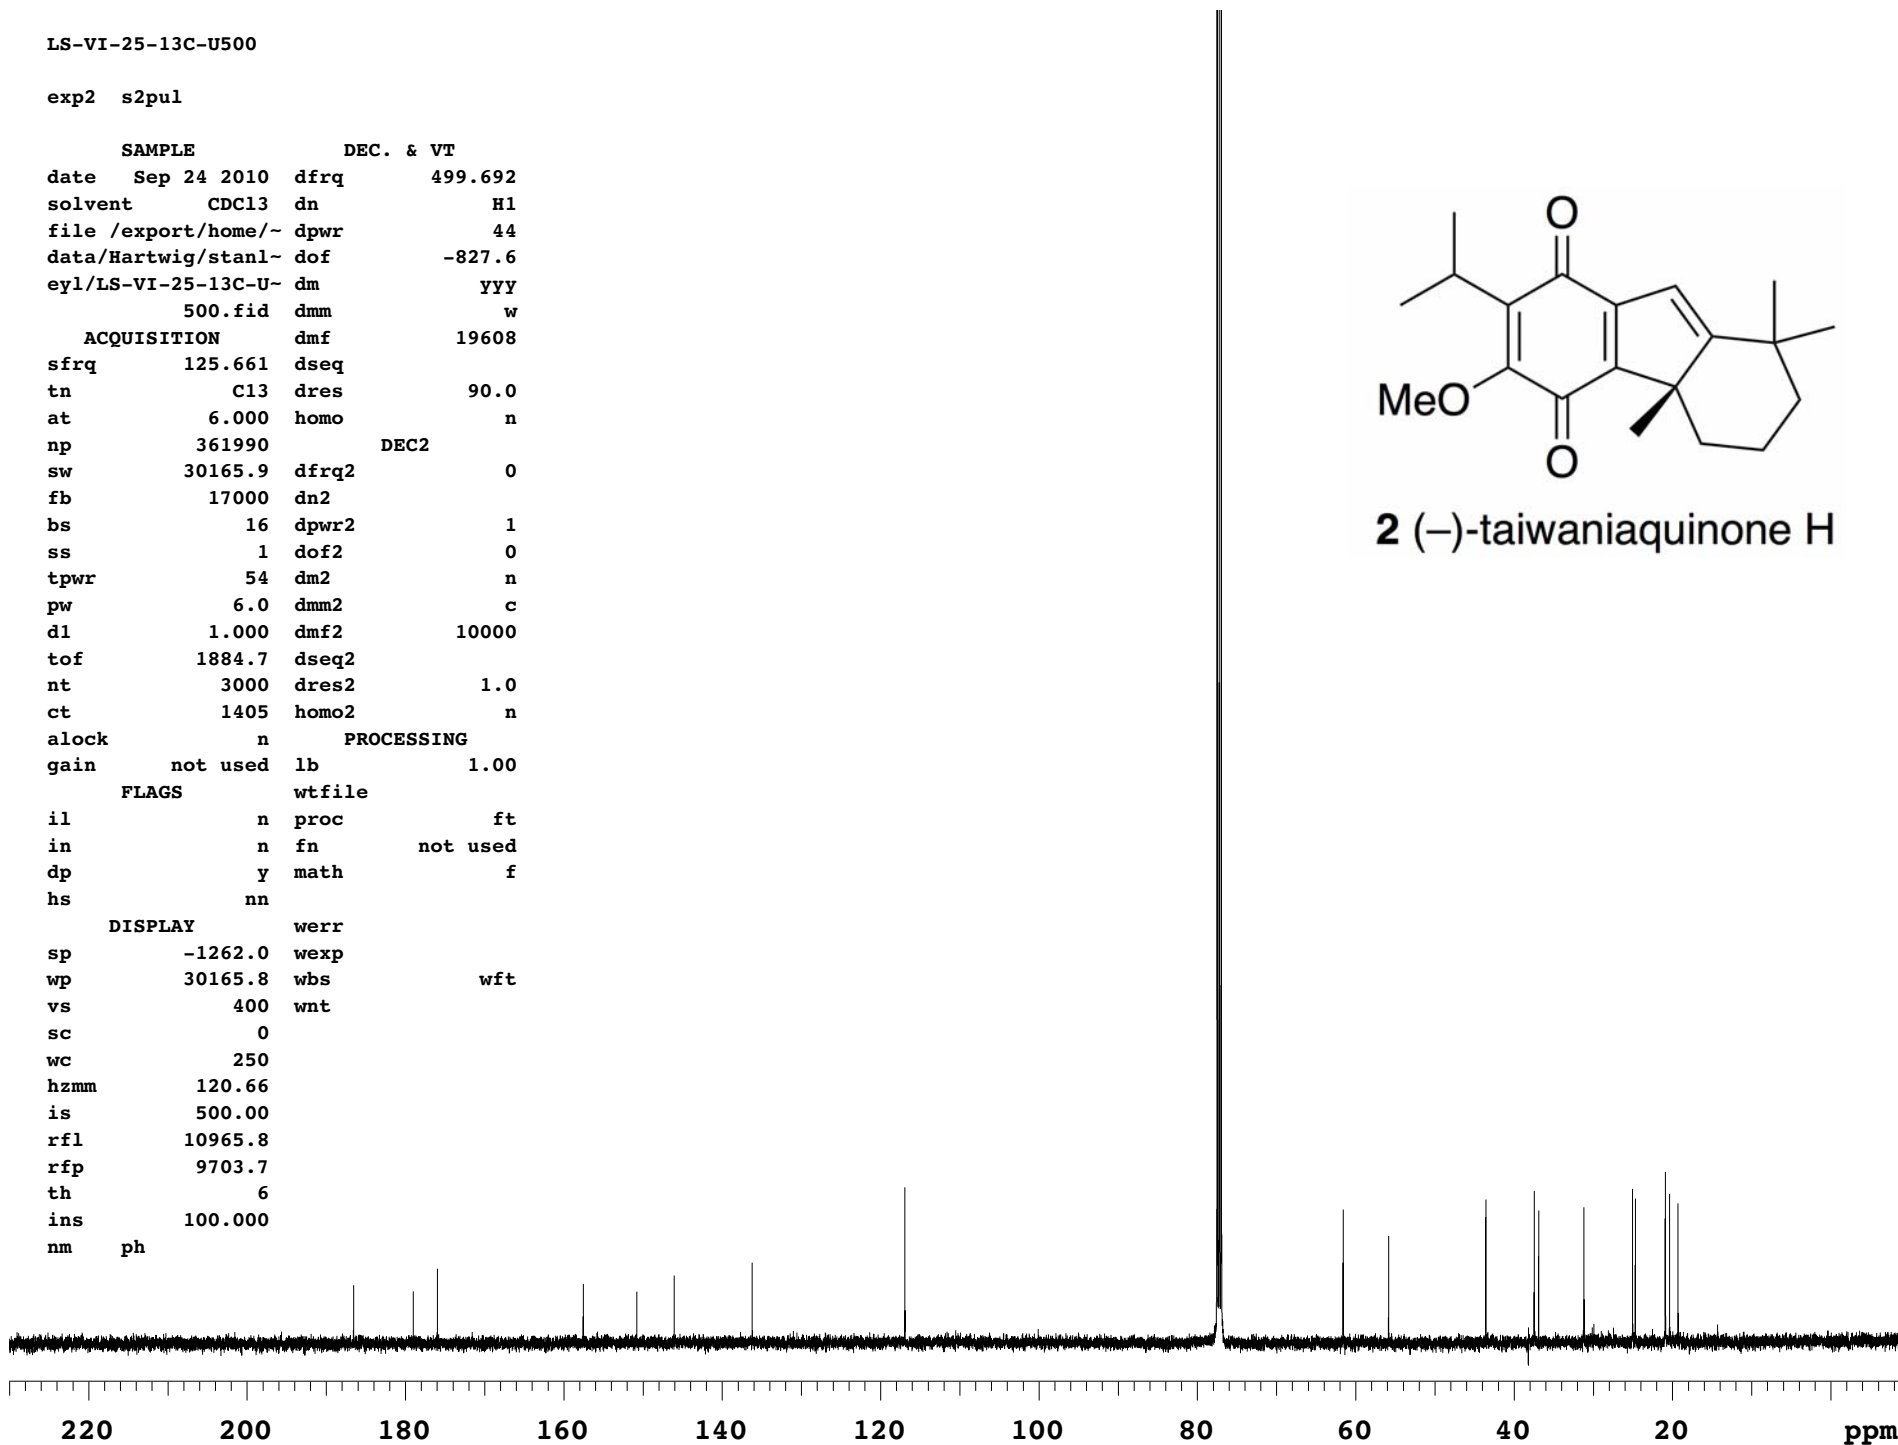 LS-VI-25-13C-U500
exp2 s2pul
SAMPLE DEC. & VT
date Sep 24 2010 dfrq 499.692
solvent CDCl3 dn H1
file /export/home/~ dpwr 44
data/Hartwig/stanl~ dof -827.6
eyl/LS-VI-25-13C-U~ dm yyy
500.fid dmm w
ACQUISITION dmf 19608
sfrq 125.661 dseq
tn C13 dres 90.0
at 6.000 homo n
np 361990 DEC2
sw 30165.9 dfrq2 0
fb 17000 dn2
bs 16 dpwr2 1
ss 1 dof2 0
tpwr 54 dm2 n
pw 6.0 dmm2 c
d1 1.000 dmf2 10000
tof 1884.7 dseq2
nt 3000 dres2 1.0
ct 1405 homo2 n
alock n PROCESSING
gain not used lb 1.00
FLAGS wtfile
il n proc ft
in n fn not used
dp y math f
hs nn
DISPLAY werr
sp -1262.0 wexp
wp 30165.8 wbs wft
vs 400 wnt
sc 0
wc 250
hzmm 120.66
is 500.00
rfl 10965.8
rfp 9703.7
th 6
ins 100.000
nm ph
O
MeO
O
2 (–)-taiwaniaquinone H
220 200 180 160 140 120 100 80 60 40 20 ppm